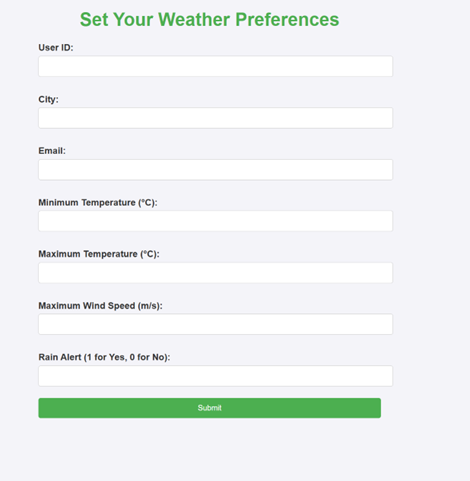 Set Your Weather Preferences
User ID:
City:
Email:
Minimum Temperature (°C):
Maximum Temperature (°C):
Maximum Wind Speed (m/s):
Rain Alert (1 for Yes, 0 for No):
Submit